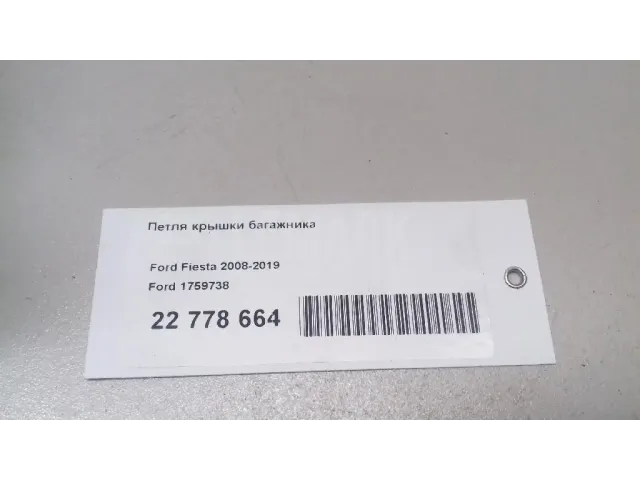 Петля крышки багажника
Ford Fiesta 2008-2019
Ford 1759738
22 778 664